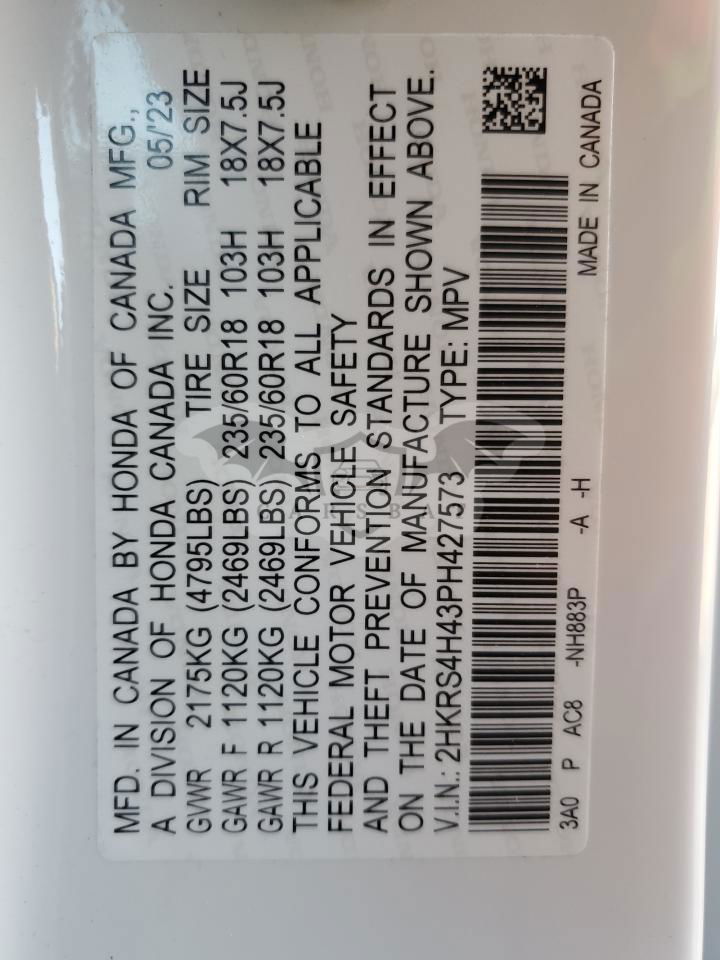 MFD. IN CANADA BY HONDA OF CANADA MFG.,
A DIVISION OF HONDA CANADA INC. 05/'23
GVWR 2175KG (4795LBS) TIRE SIZE RIM SIZE
GAWR F 1120KG (2469LBS) 235/60R18 103H 18X7.5J
GAWR R 1120KG (2469LBS) 235/60R18 103H 18X7.5J
THIS VEHICLE CONFORMS TO ALL APPLICABLE
FEDERAL MOTOR VEHICLE SAFETY
AND THEFT PREVENTION STANDARDS IN EFFECT
ON THE DATE OF MANUFACTURE SHOWN ABOVE.
V.I.N.: 2HKRS4H43PH427573 TYPE: MPV
3A0 P AC8 -NH883P -A -H MADE IN CANADA
CARSBAT